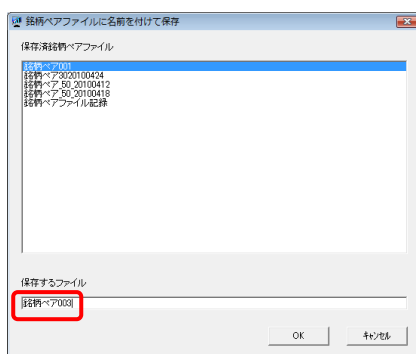 銘柄ペアファイルに名前を付けて保存
保存済銘柄ペアファイル
銘柄ペア001
銘柄ペア3020100424
銘柄ペア_50_20100412
銘柄ペア_50_20100418
銘柄ペアファイル記録
保存するファイル
銘柄ペア003
OK
キャンセル